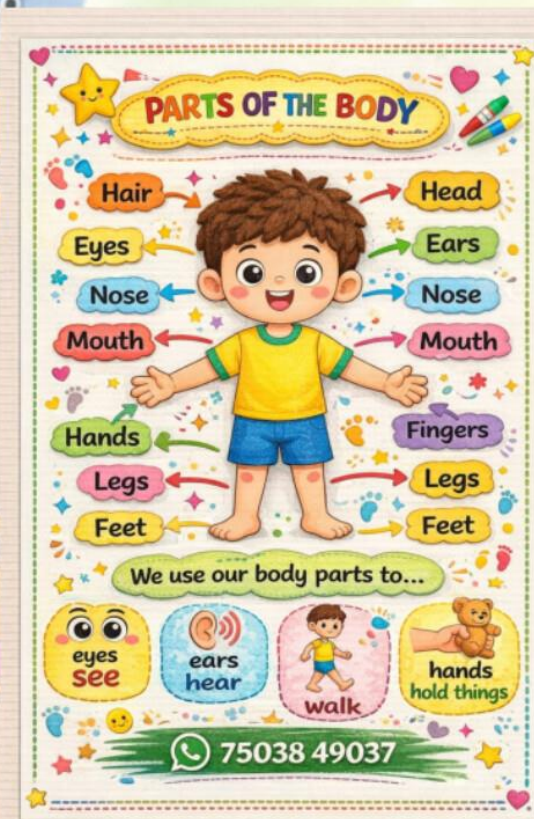 PARTS OF THE BODY
Hair
Head
Eyes
Ears
Nose
Nose
Mouth
Mouth
Hands
Fingers
Legs
Legs
Feet
Feet
We use our body parts to...
eyes
see
ears
hear
walk
hands
hold things
75038 49037